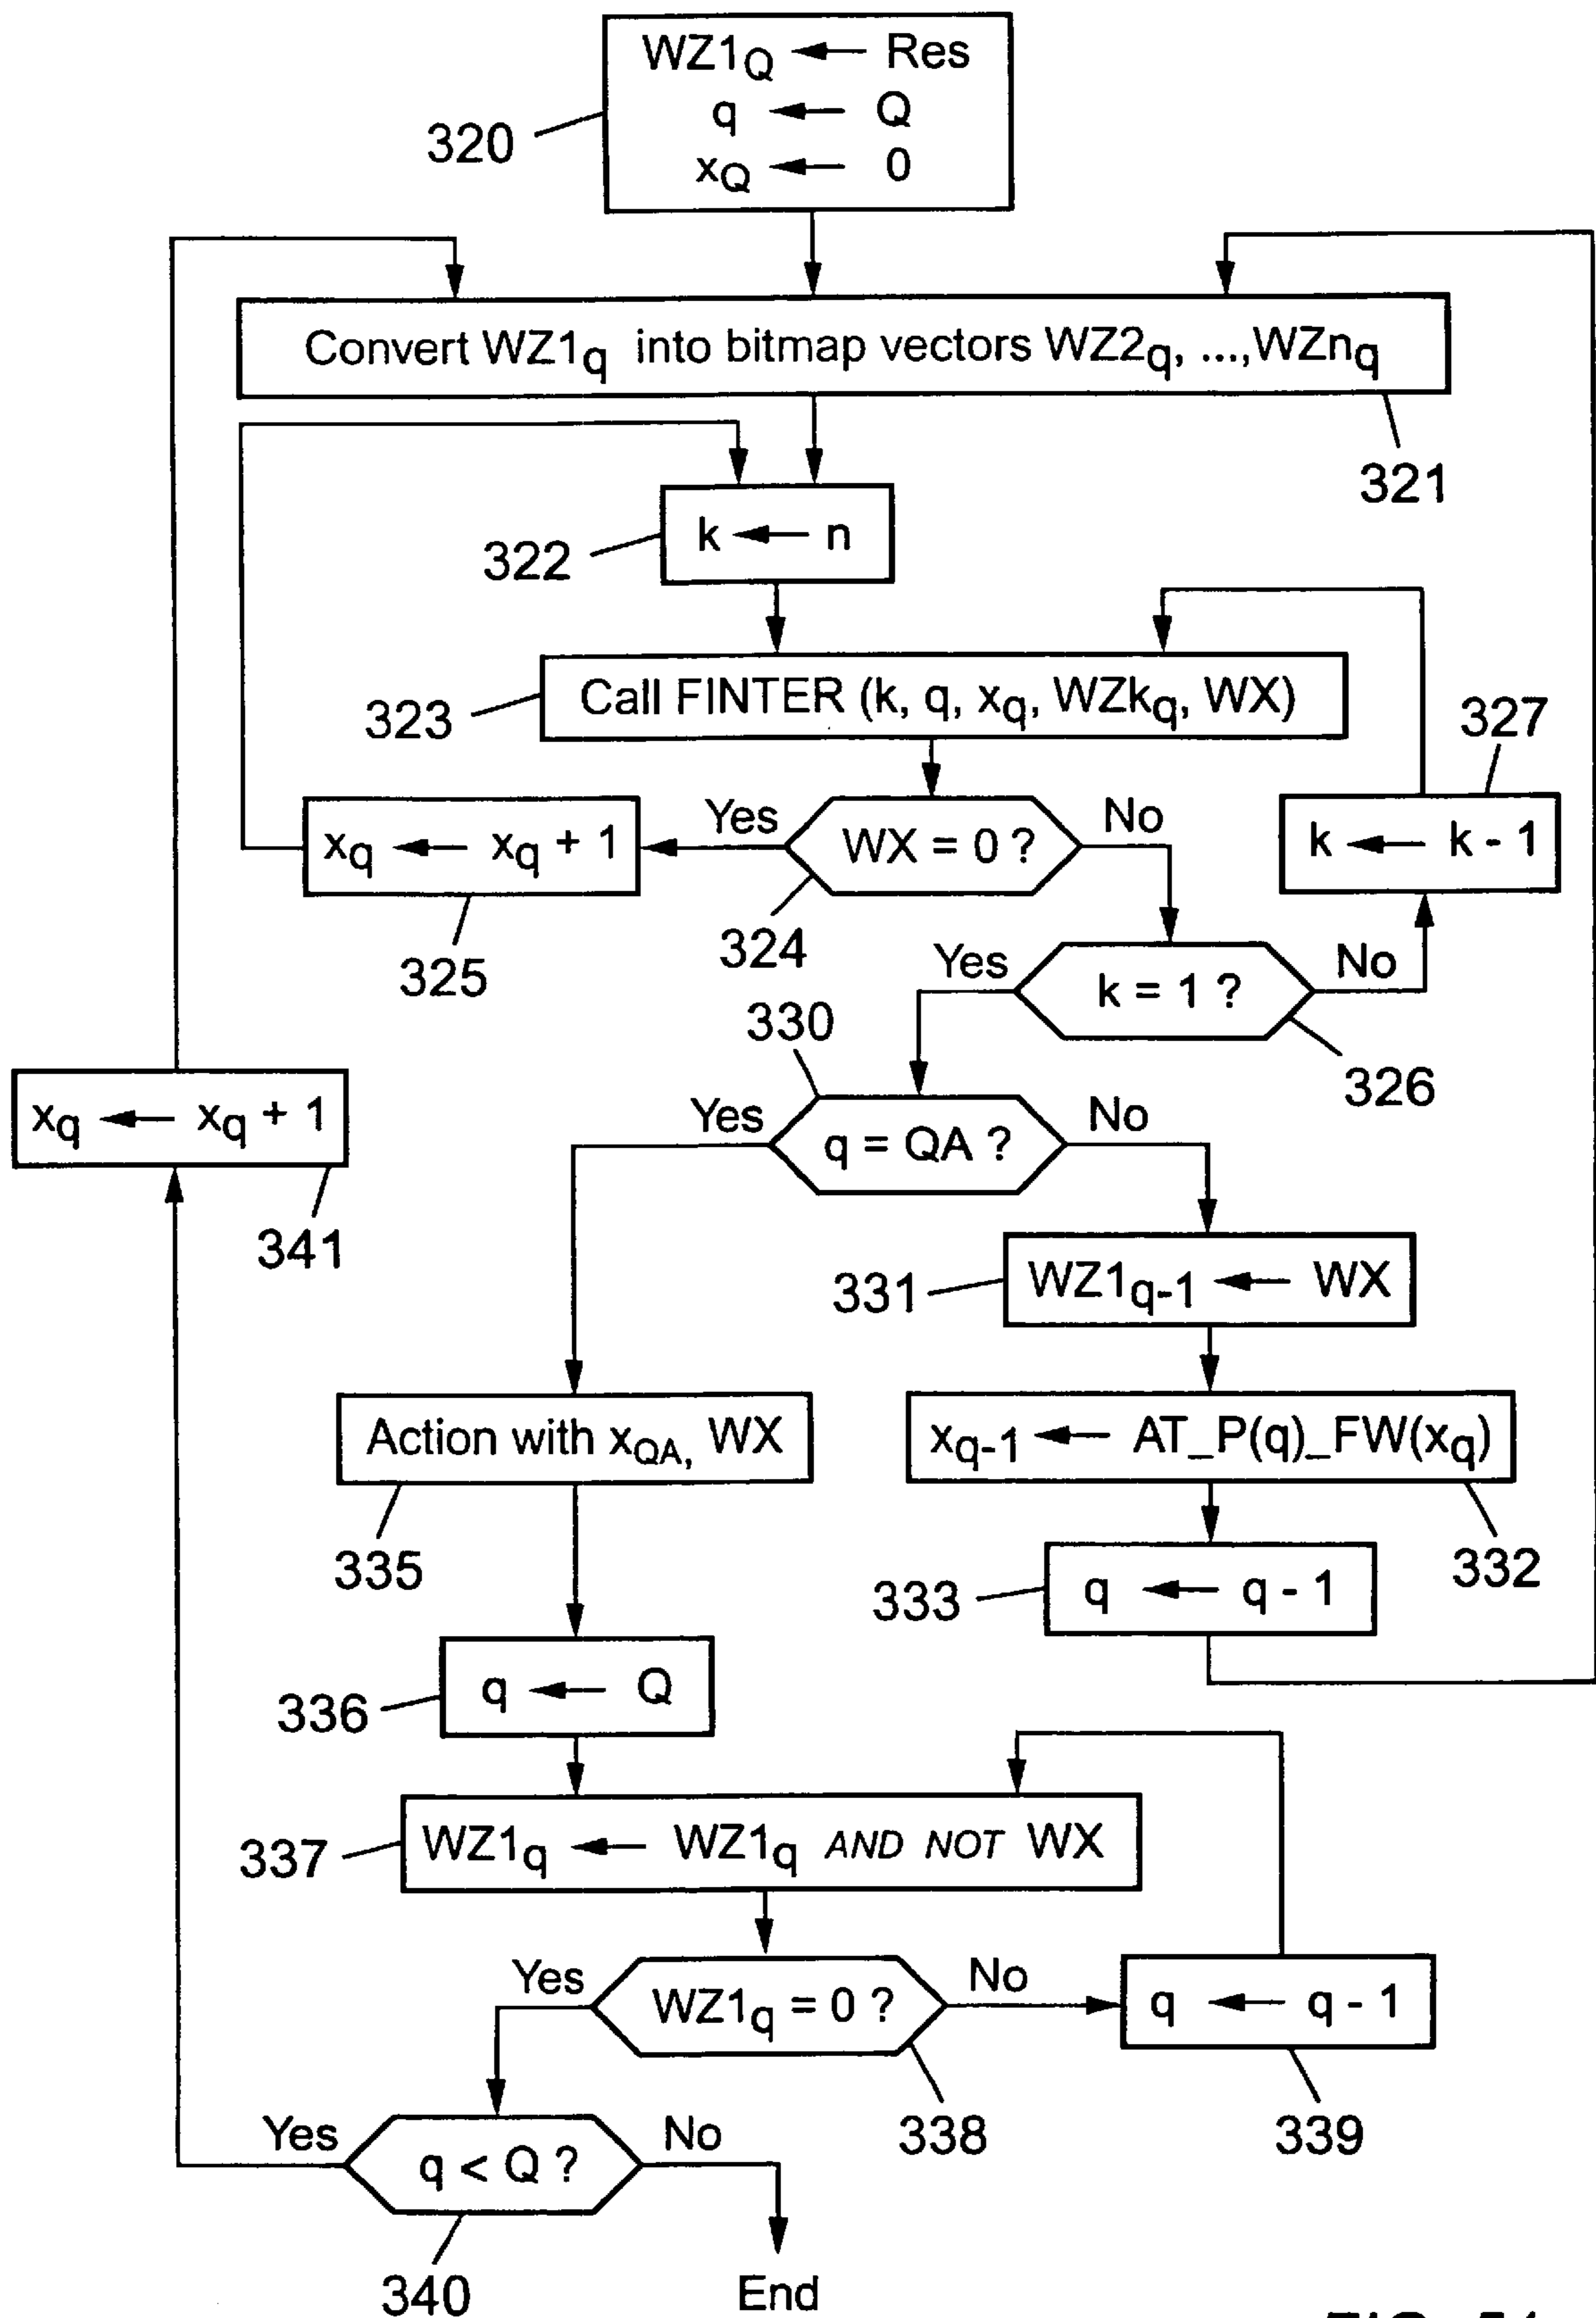 WZ1Q ← Res
q ← Q
xQ ← 0
320
Convert WZ1q into bitmap vectors WZ2q, ...,WZnq
321
k ← n
322
Call FINTER (k, q, xq, WZkq, WX)
323
327
xq ← xq + 1
Yes
WX = 0 ?
No
k ← k - 1
325
324
Yes
k = 1 ?
No
326
330
xq ← xq + 1
341
Yes
q = QA ?
No
WZ1q-1 ← WX
331
Action with xQA, WX
335
xq-1 ← AT_P(q)_FW(xq)
332
q ← q - 1
333
q ← Q
336
WZ1q ← WZ1q AND NOT WX
337
Yes
WZ1q = 0 ?
No
q ← q - 1
338
339
Yes
q < Q ?
No
340
End